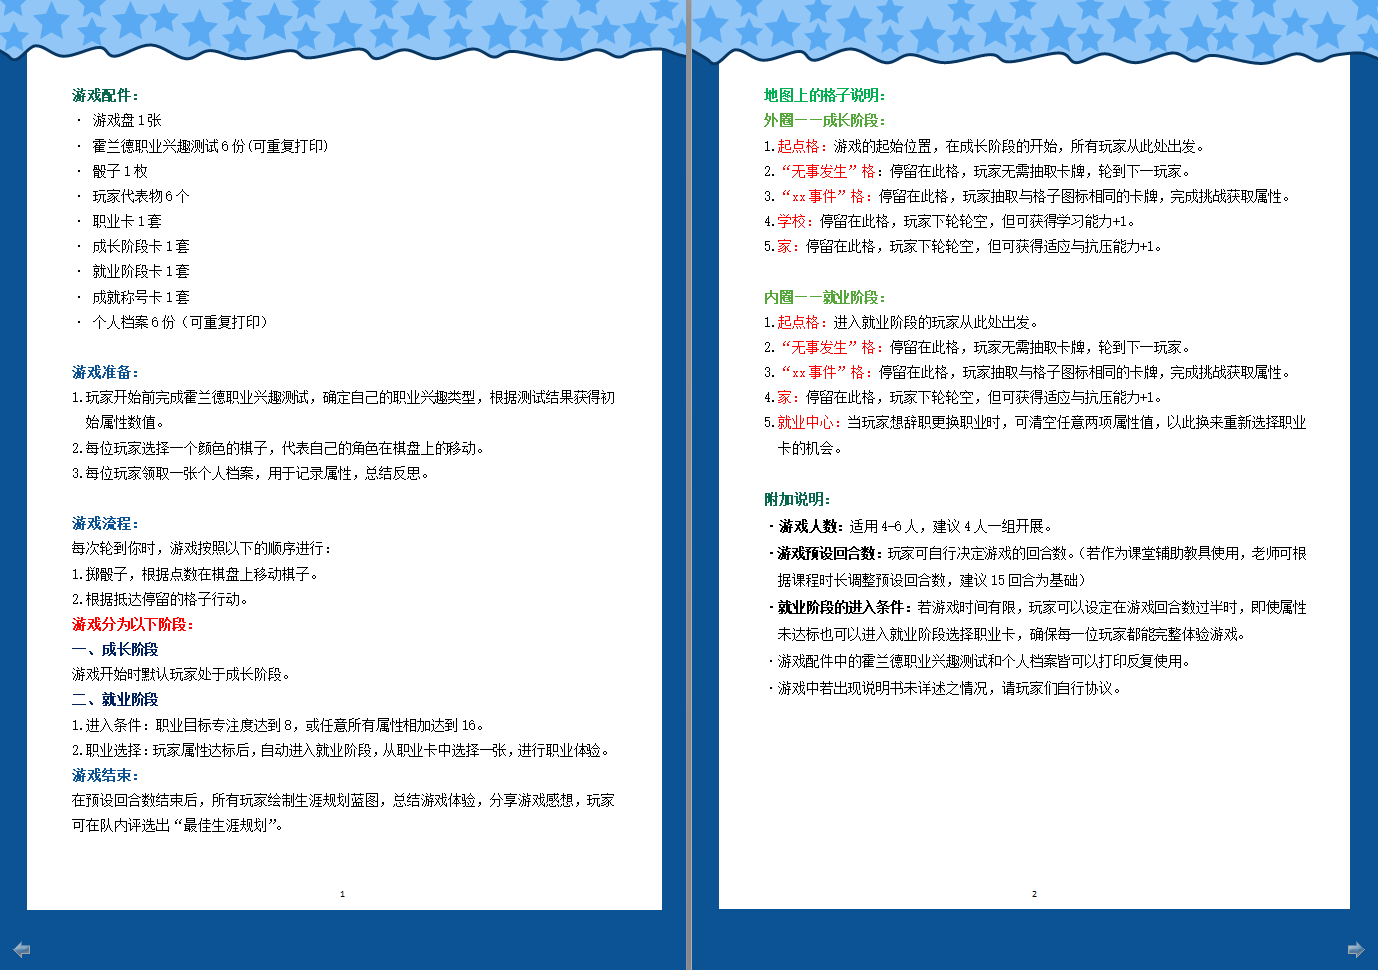 游戏配件：
· 游戏盘 1 张
· 霍兰德职业兴趣测试 6 份(可重复打印)
· 骰子 1 枚
· 玩家代表物 6 个
· 职业卡 1 套
· 成长阶段卡 1 套
· 就业阶段卡 1 套
· 成就称号卡 1 套
· 个人档案 6 份（可重复打印）
游戏准备：
1.玩家开始前完成霍兰德职业兴趣测试，确定自己的职业兴趣类型，根据测试结果获得初
始属性数值。
2.每位玩家选择一个颜色的棋子，代表自己的角色在棋盘上的移动。
3.每位玩家领取一张个人档案，用于记录属性，总结反思。
游戏流程：
每次轮到你时，游戏按照以下的顺序进行：
1.掷骰子，根据点数在棋盘上移动棋子。
2.根据抵达停留的格子行动。
游戏分为以下阶段：
一、成长阶段
游戏开始时默认玩家处于成长阶段。
二、就业阶段
1.进入条件：职业目标专注度达到 8，或任意所有属性相加达到 16。
2.职业选择：玩家属性达标后，自动进入就业阶段，从职业卡中选择一张，进行职业体验。
游戏结束：
在预设回合数结束后，所有玩家绘制生涯规划蓝图，总结游戏体验，分享游戏感想，玩家
可在队内评选出“最佳生涯规划”。
1
地图上的格子说明：
外圈——成长阶段：
1.起点格：游戏的起始位置，在成长阶段的开始，所有玩家从此处出发。
2.“无事发生”格：停留在此格，玩家无需抽取卡牌，轮到下一玩家。
3.“xx 事件”格：停留在此格，玩家抽取与格子图标相同的卡牌，完成挑战获取属性。
4.学校：停留在此格，玩家下轮轮空，但可获得学习能力+1。
5.家：停留在此格，玩家下轮轮空，但可获得适应与抗压能力+1。
内圈——就业阶段：
1.起点格：进入就业阶段的玩家从此处出发。
2.“无事发生”格：停留在此格，玩家无需抽取卡牌，轮到下一玩家。
3.“xx 事件”格：停留在此格，玩家抽取与格子图标相同的卡牌，完成挑战获取属性。
4.家：停留在此格，玩家下轮轮空，但可获得适应与抗压能力+1。
5.就业中心：当玩家想辞职更换职业时，可清空任意两项属性值，以此换来重新选择职业
卡的机会。
附加说明：
·游戏人数：适用 4-6 人，建议 4 人一组开展。
·游戏预设回合数：玩家可自行决定游戏的回合数。（若作为课堂辅助教具使用，老师可根
据课程时长调整预设回合数，建议 15 回合为基础）
·就业阶段的进入条件：若游戏时间有限，玩家可以设定在游戏回合数过半时，即使属性
未达标也可以进入就业阶段选择职业卡，确保每一位玩家都能完整体验游戏。
·游戏配件中的霍兰德职业兴趣测试和个人档案皆可以打印反复使用。
·游戏中若出现说明书未详述之情况，请玩家们自行协议。
2